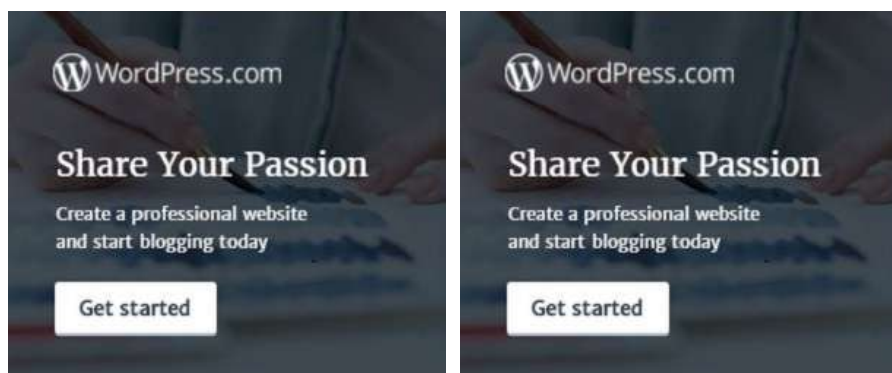 WordPress.com
Share Your Passion
Create a professional website
and start blogging today
Get started
WordPress.com
Share Your Passion
Create a professional website
and start blogging today
Get started